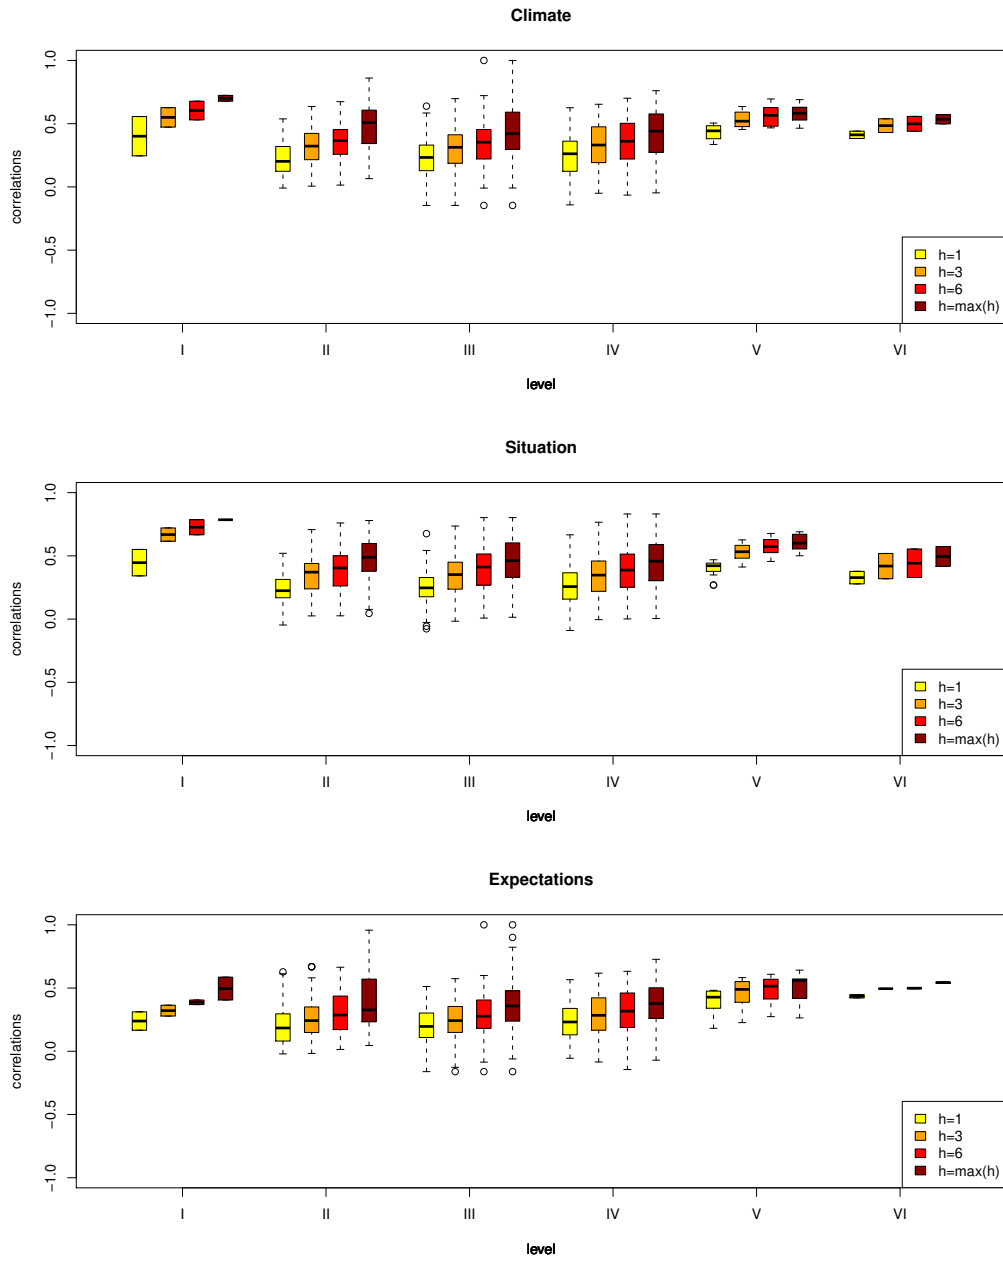 Climate
1.0
0.5
0.0
−0.5
−1.0
correlations
h=1
h=3
h=6
h=max(h)
I II III IV V VI
level
Situation
1.0
0.5
0.0
−0.5
−1.0
correlations
h=1
h=3
h=6
h=max(h)
I II III IV V VI
level
Expectations
1.0
0.5
0.0
−0.5
−1.0
correlations
h=1
h=3
h=6
h=max(h)
I II III IV V VI
level